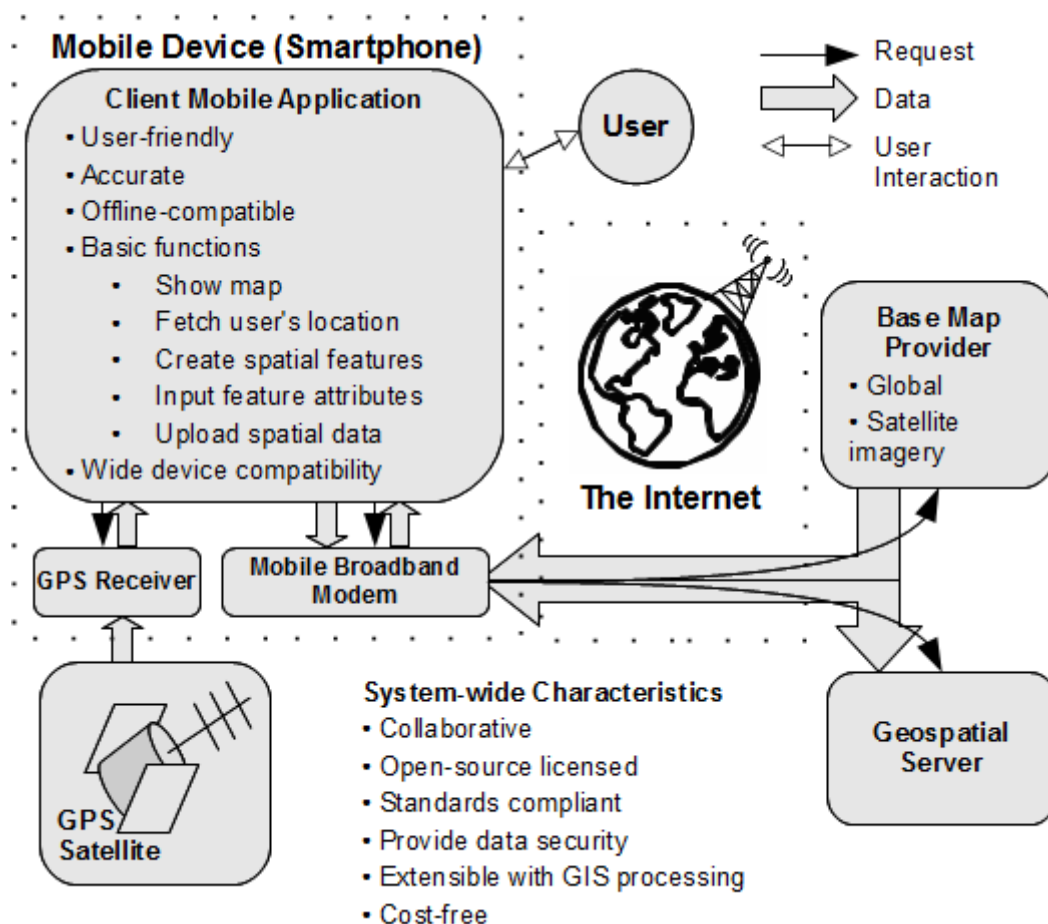 Mobile Device (Smartphone)
Client Mobile Application
• User-friendly
• Accurate
• Offline-compatible
• Basic functions
• Show map
• Fetch user's location
• Create spatial features
• Input feature attributes
• Upload spatial data
• Wide device compatibility
User
Request
Data
User
Interaction
The Internet
Base Map
Provider
• Global
• Satellite
imagery
GPS Receiver
Mobile Broadband
Modem
GPS
Satellite
System-wide Characteristics
• Collaborative
• Open-source licensed
• Standards compliant
• Provide data security
• Extensible with GIS processing
• Cost-free
Geospatial
Server